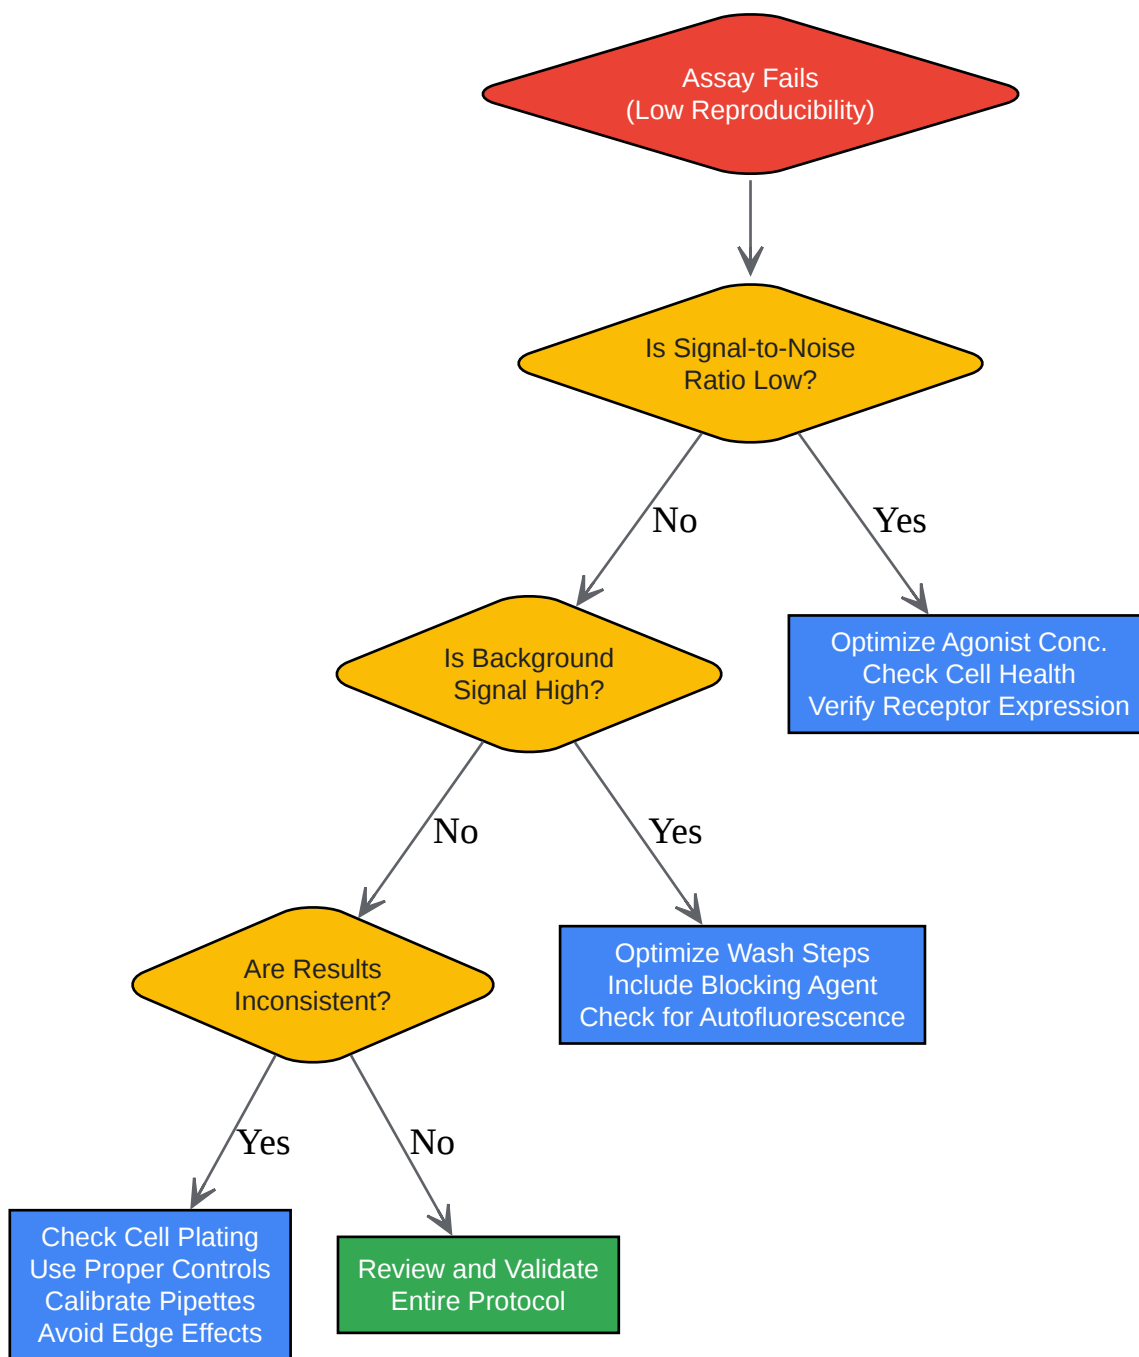 Assay Fails
(Low Reproducibility)
Is Signal-to-Noise
Ratio Low?
No
Yes
Is Background
Signal High?
Optimize Agonist Conc.
Check Cell Health
Verify Receptor Expression
No
Yes
Are Results
Inconsistent?
Optimize Wash Steps
Include Blocking Agent
Check for Autofluorescence
Yes
No
Check Cell Plating
Use Proper Controls
Calibrate Pipettes
Avoid Edge Effects
Review and Validate
Entire Protocol